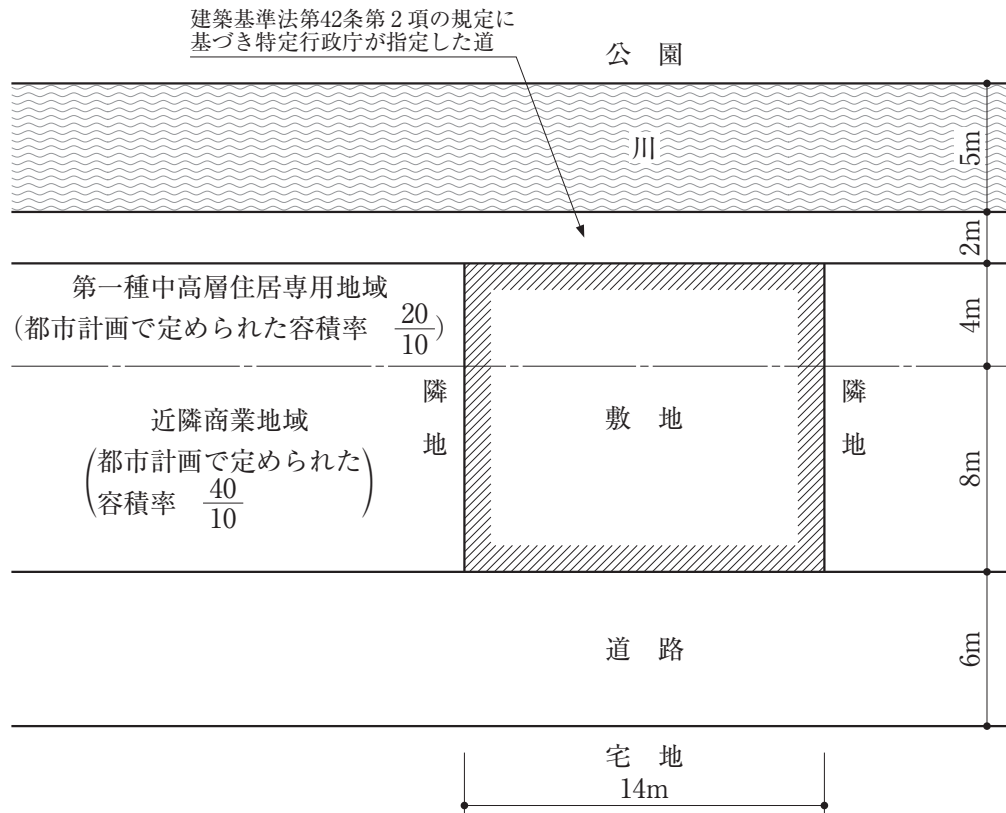 建築基準法第42条第２項の規定に
基づき特定行政庁が指定した道
公　園
川
5m
2m
第一種中高層住居専用地域
(都市計画で定められた容積率　20/10)
4m
隣地
敷　地
隣地
近隣商業地域
(都市計画で定められた
容積率　40/10)
8m
道　路
6m
宅　地
14m